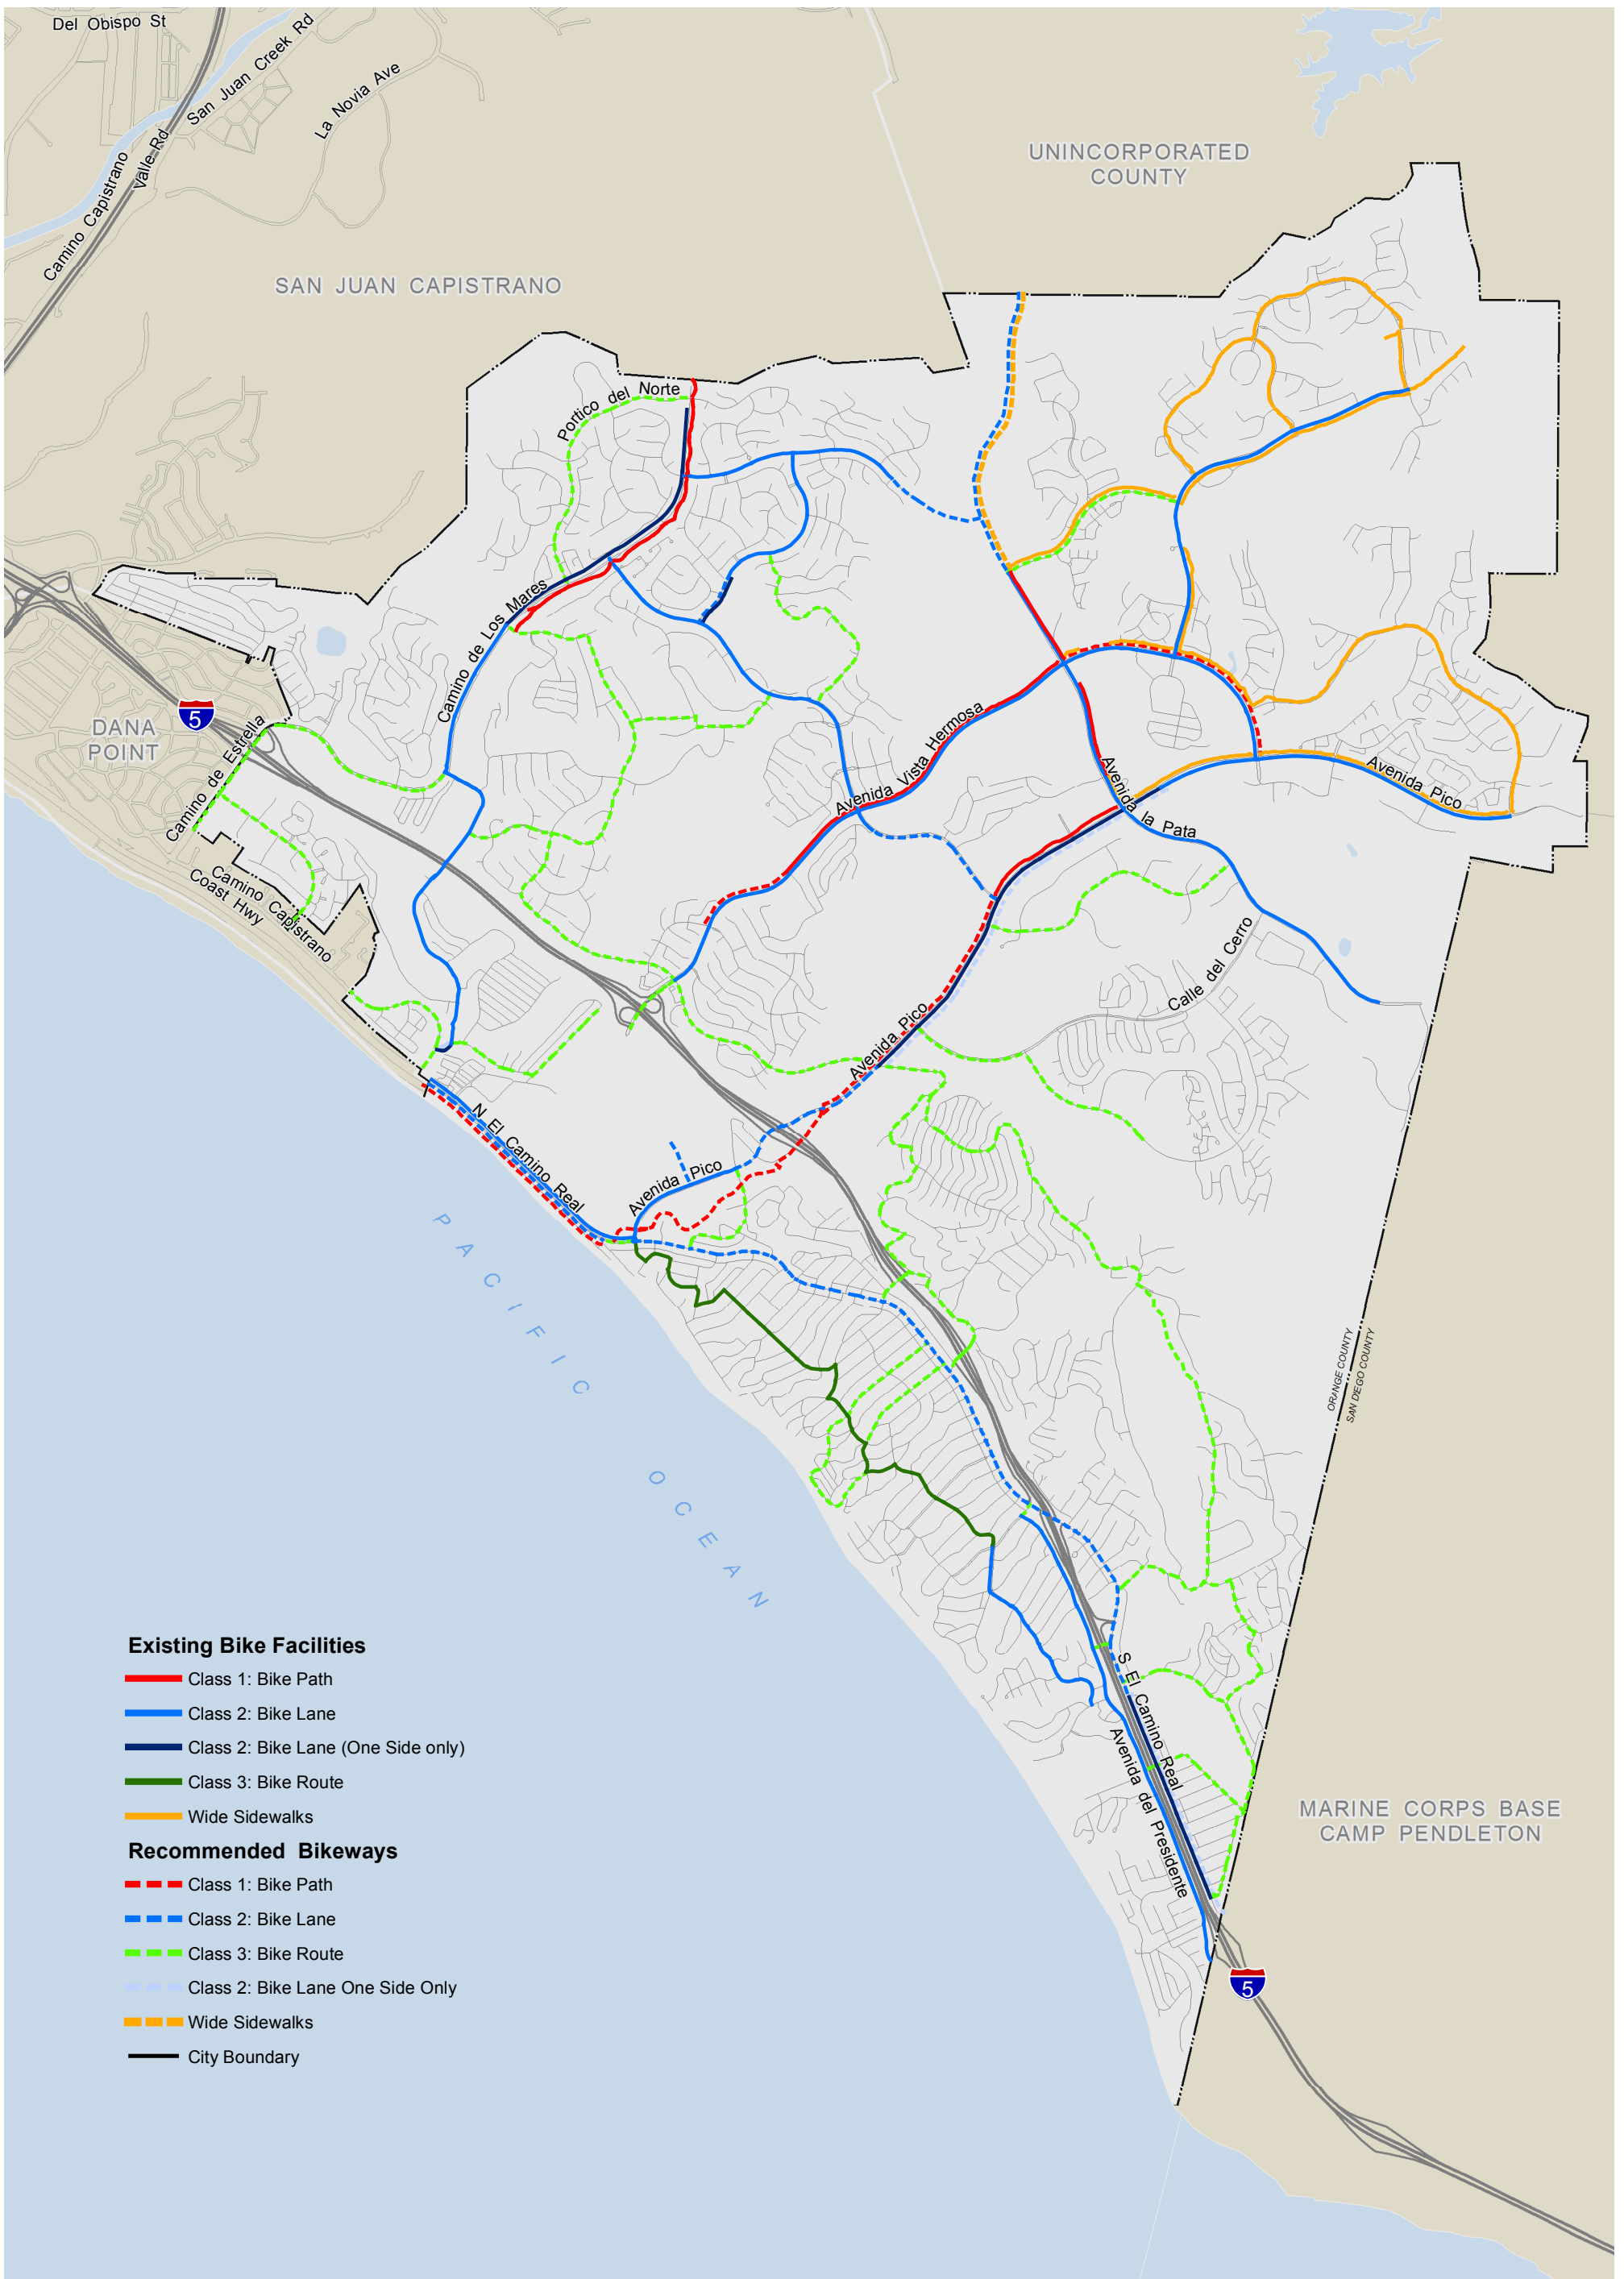 Del Obispo St
San Juan Creek Rd
La Novia Ave
Valle Rd
Camino Capistrano
UNINCORPORATED
COUNTY
SAN JUAN CAPISTRANO
Portico del Norte
Camino de Los Mares
5
DANA
POINT
Camino de Estrella
Avenida Vista Hermosa
Avenida la Pata
Avenida Pico
Camino Capistrano
Coast Hwy
Calle del Cerro
Avenida Pico
N El Camino Real
Avenida Pico
PACIFIC OCEAN
ORANGE COUNTY
SAN DIEGO COUNTY
S El Camino Real
Avenida del Presidente
MARINE CORPS BASE
CAMP PENDLETON
5
Existing Bike Facilities
Class 1: Bike Path
Class 2: Bike Lane
Class 2: Bike Lane (One Side only)
Class 3: Bike Route
Wide Sidewalks
Recommended Bikeways
Class 1: Bike Path
Class 2: Bike Lane
Class 3: Bike Route
Class 2: Bike Lane One Side Only
Wide Sidewalks
City Boundary